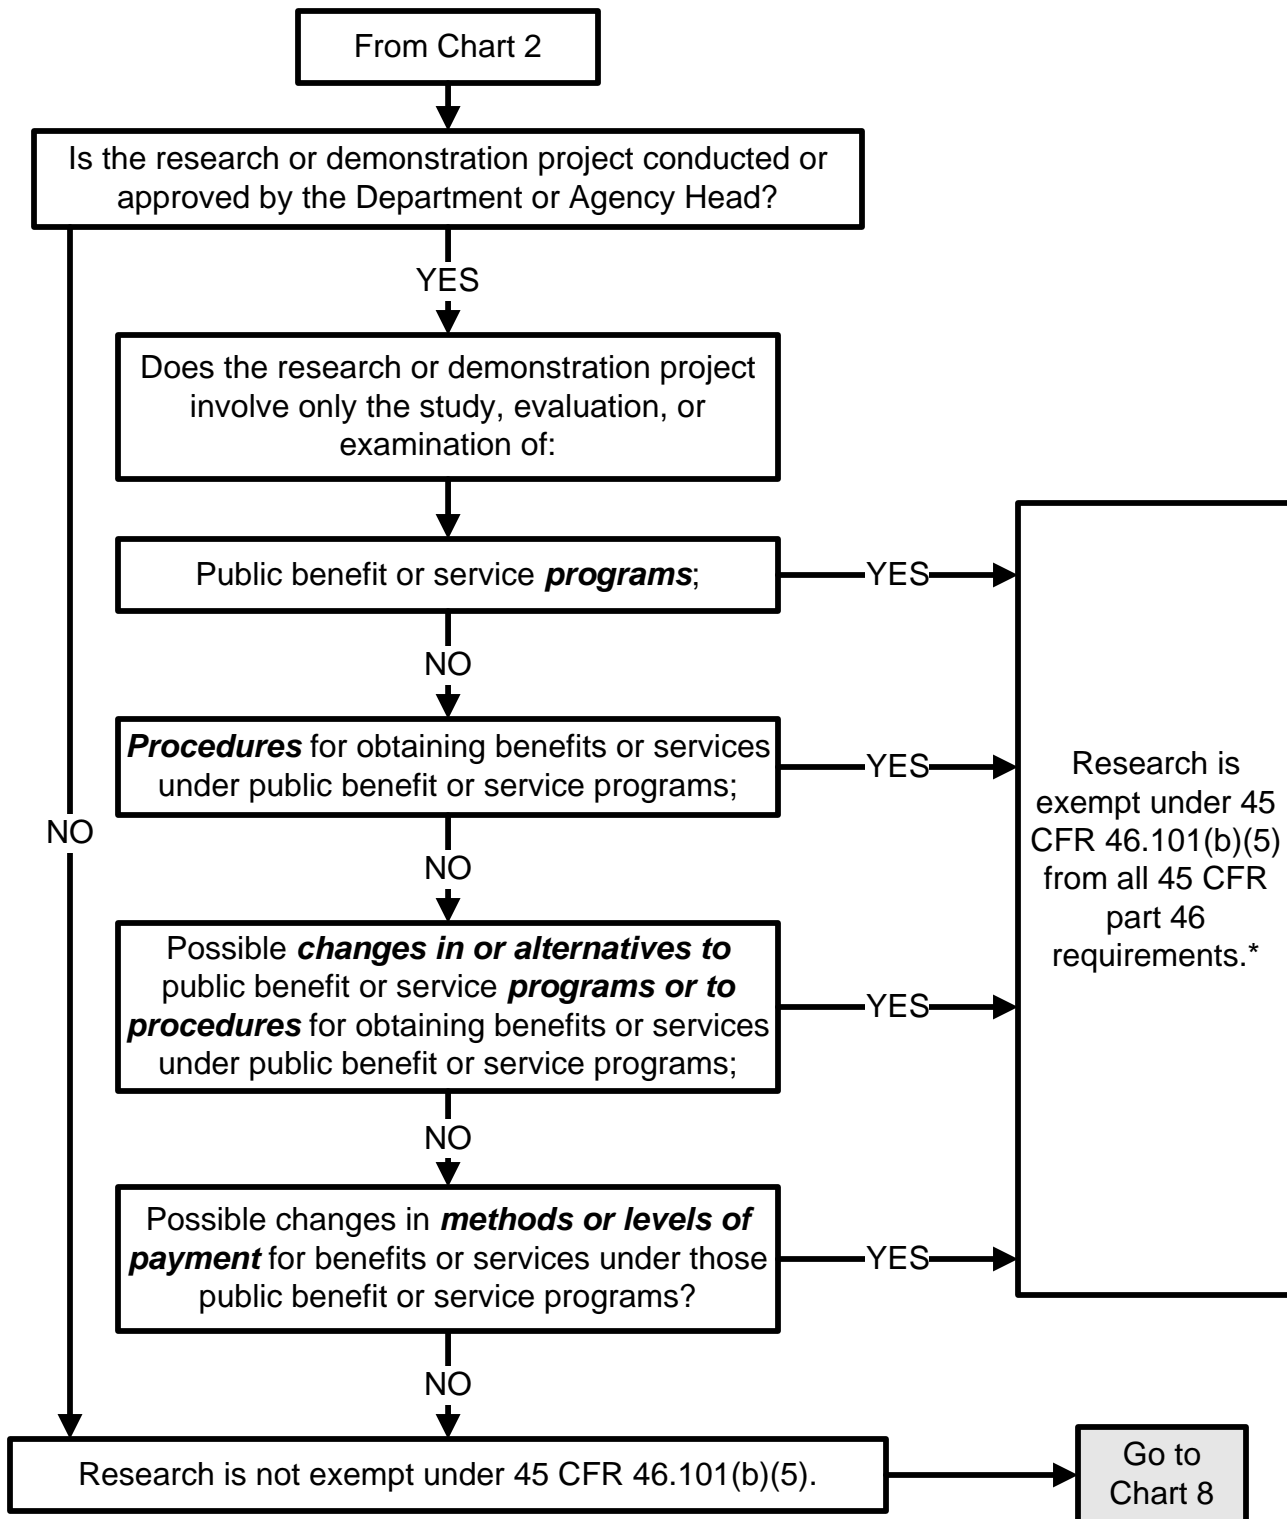 From Chart 2
Is the research or demonstration project conducted or
approved by the Department or Agency Head?
YES
Does the research or demonstration project
involve only the study, evaluation, or
examination of:
Public benefit or service programs;
YES
NO
Procedures for obtaining benefits or services
under public benefit or service programs;
YES
NO
NO
Possible changes in or alternatives to
public benefit or service programs or to
procedures for obtaining benefits or services
under public benefit or service programs;
YES
NO
Possible changes in methods or levels of
payment for benefits or services under those
public benefit or service programs?
YES
NO
Research is
exempt under 45
CFR 46.101(b)(5)
from all 45 CFR
part 46
requirements.*
Research is not exempt under 45 CFR 46.101(b)(5).
Go to
Chart 8